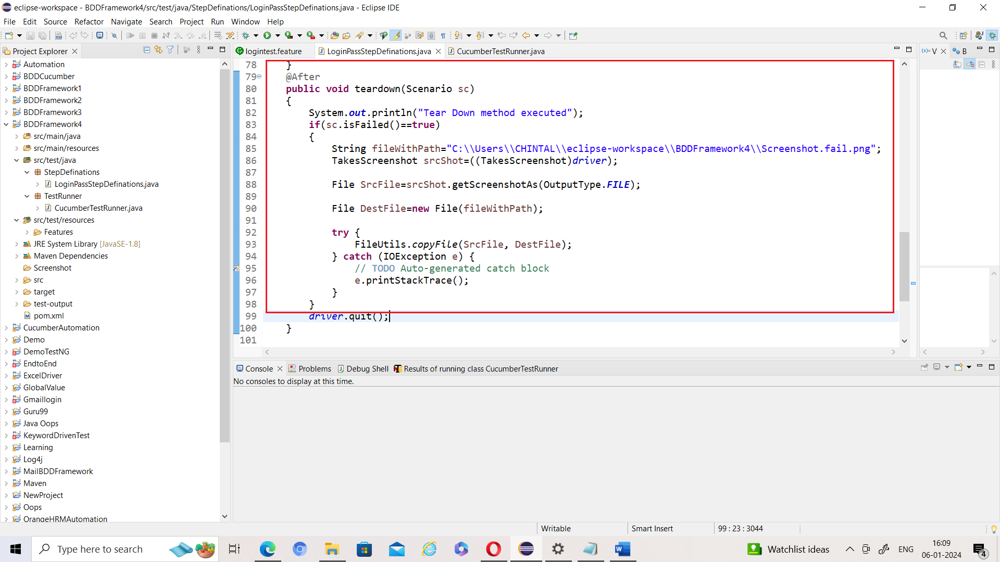 eclipse-workspace - BDDFramework4/src/test/java/StepDefinations/LoginPassStepDefinations.java - Eclipse IDE
File Edit Source Refactor Navigate Search Project Run Window Help
Project Explorer
Automation
BDDCucumber
BDDFramework1
BDDFramework2
BDDFramework3
BDDFramework4
src/main/java
src/main/resources
src/test/java
StepDefinations
LoginPassStepDefinations.java
TestRunner
CucumberTestRunner.java
src/test/resources
Features
JRE System Library [JavaSE-1.8]
Maven Dependencies
Screenshot
src
target
test-output
pom.xml
CucumberAutomation
Demo
DemoTestNG
EndtoEnd
ExcelDriver
GlobalValue
Gmaillogin
Guru99
Java Oops
KeywordDrivenTest
Learning
Log4j
MailBDDFramework
Maven
NewProject
Oops
OrangeHRMAutomation
logintest.feature LoginPassStepDefinations.java CucumberTestRunner.java
78 }
79 @After
80 public void teardown(Scenario sc)
81 {
82 System.out.println("Tear Down method executed");
83 if(sc.isFailed()==true)
84 {
85 String fileWithPath="C:\\Users\\CHINTAL\\eclipse-workspace\\BDDFramework4\\Screenshot.fail.png";
86 TakesScreenshot srcShot=((TakesScreenshot)driver);
87
88 File SrcFile=srcShot.getScreenshotAs(OutputType.FILE);
89
90 File DestFile=new File(fileWithPath);
91
92 try {
93 FileUtils.copyFile(SrcFile, DestFile);
94 } catch (IOException e) {
95 // TODO Auto-generated catch block
96 e.printStackTrace();
97 }
98 }
99 driver.quit();
100 }
101
(x)= V B
Console Problems Debug Shell Results of running class CucumberTestRunner
No consoles to display at this time.
Writable Smart Insert 99 : 23 : 3044
Type here to search
Watchlist ideas
ENG
16:09
06-01-2024
4